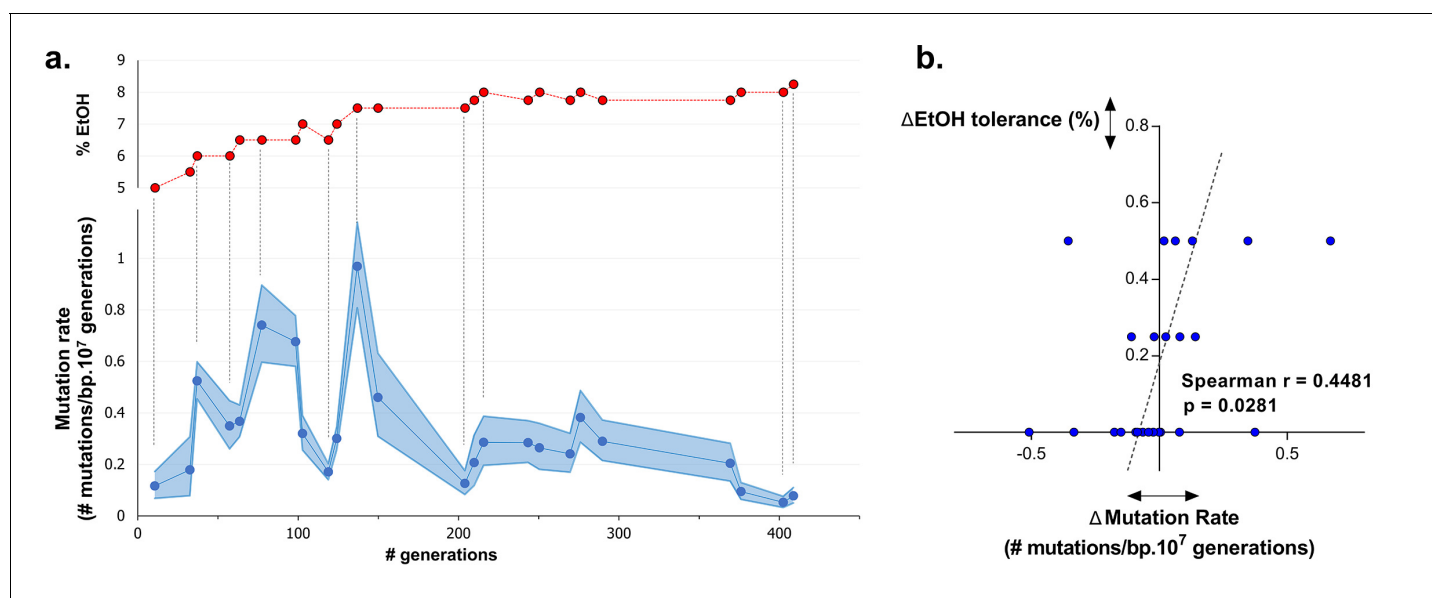 a.
% EtOH
9
8
7
6
5
Mutation rate
(# mutations/bp.10⁷ generations)
1
0.8
0.6
0.4
0.2
0
0
100
200
300
400
# generations
b.
ΔEtOH tolerance (%)
0.8
0.6
0.4
0.2
Spearman r = 0.4481
p = 0.0281
-0.5
0.5
Δ Mutation Rate
(# mutations/bp.10⁷ generations)